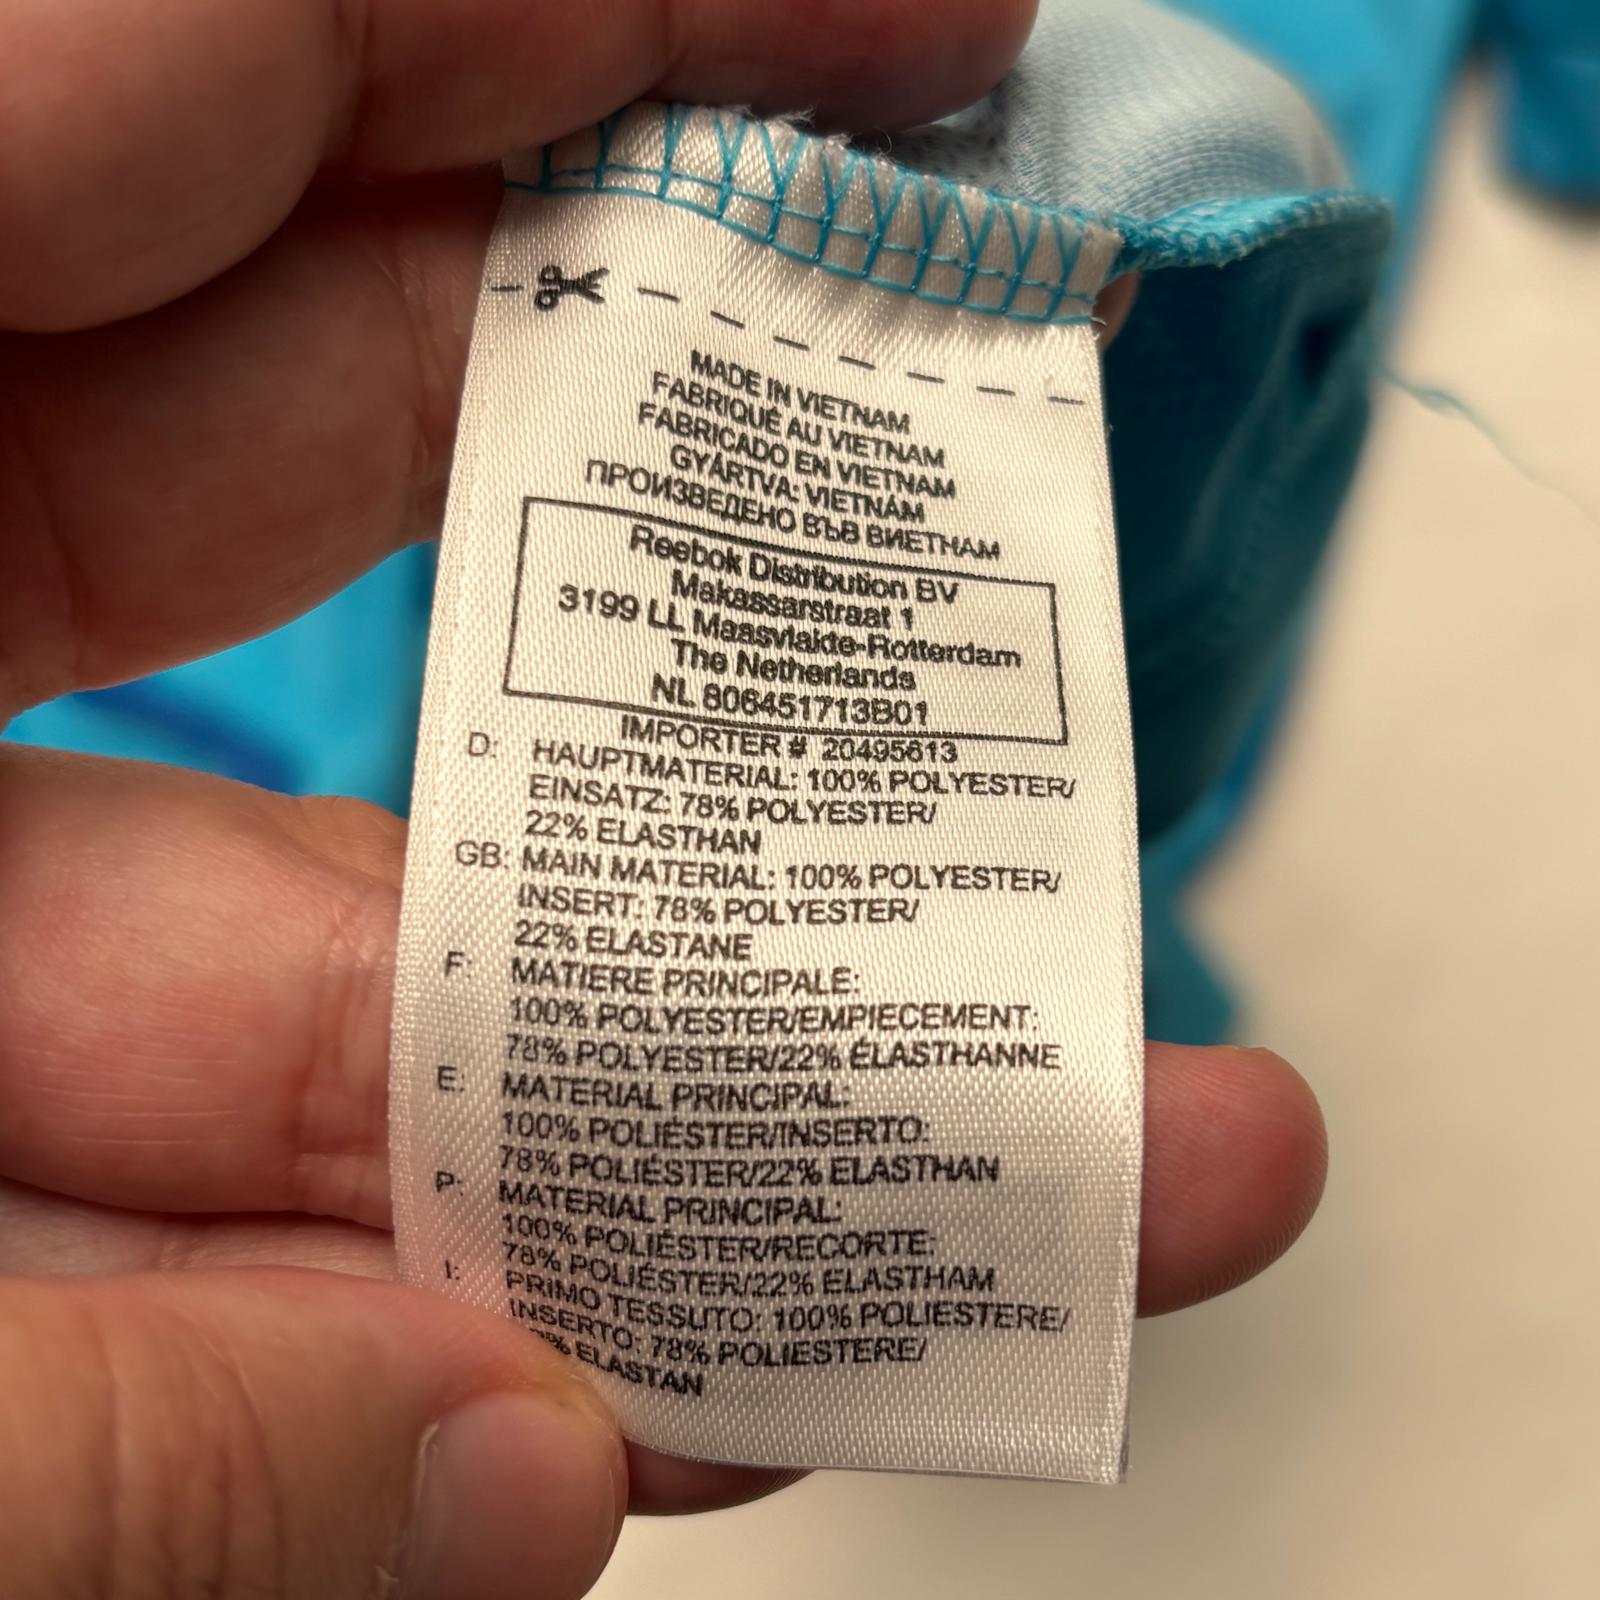 MADE IN VIETNAM
FABRIQUÉ AU VIETNAM
FABRICADO EN VIETNAM
GYÁRTVA: VIETNÁM
ПРОИЗВЕДЕНО ВЪВ ВИЕТНАМ
Reebok Distribution BV
Makassarstraat 1
3199 LL Maasvlakte-Rotterdam
The Netherlands
NL 806451713B01
IMPORTER # 20495613
D: HAUPTMATERIAL: 100% POLYESTER/
EINSATZ: 78% POLYESTER/
22% ELASTHAN
GB: MAIN MATERIAL: 100% POLYESTER/
INSERT: 78% POLYESTER/
22% ELASTANE
F: MATIERE PRINCIPALE:
100% POLYESTER/EMPIECEMENT:
78% POLYESTER/22% ÉLASTHANNE
E: MATERIAL PRINCIPAL:
100% POLIÉSTER/INSERTO:
78% POLIÉSTER/22% ELASTHAN
P: MATERIAL PRINCIPAL:
100% POLIÉSTER/RECORTE:
78% POLIÉSTER/22% ELASTHAM
I: PRIMO TESSUTO: 100% POLIESTERE/
INSERTO: 78% POLIESTERE/
ELASTAN